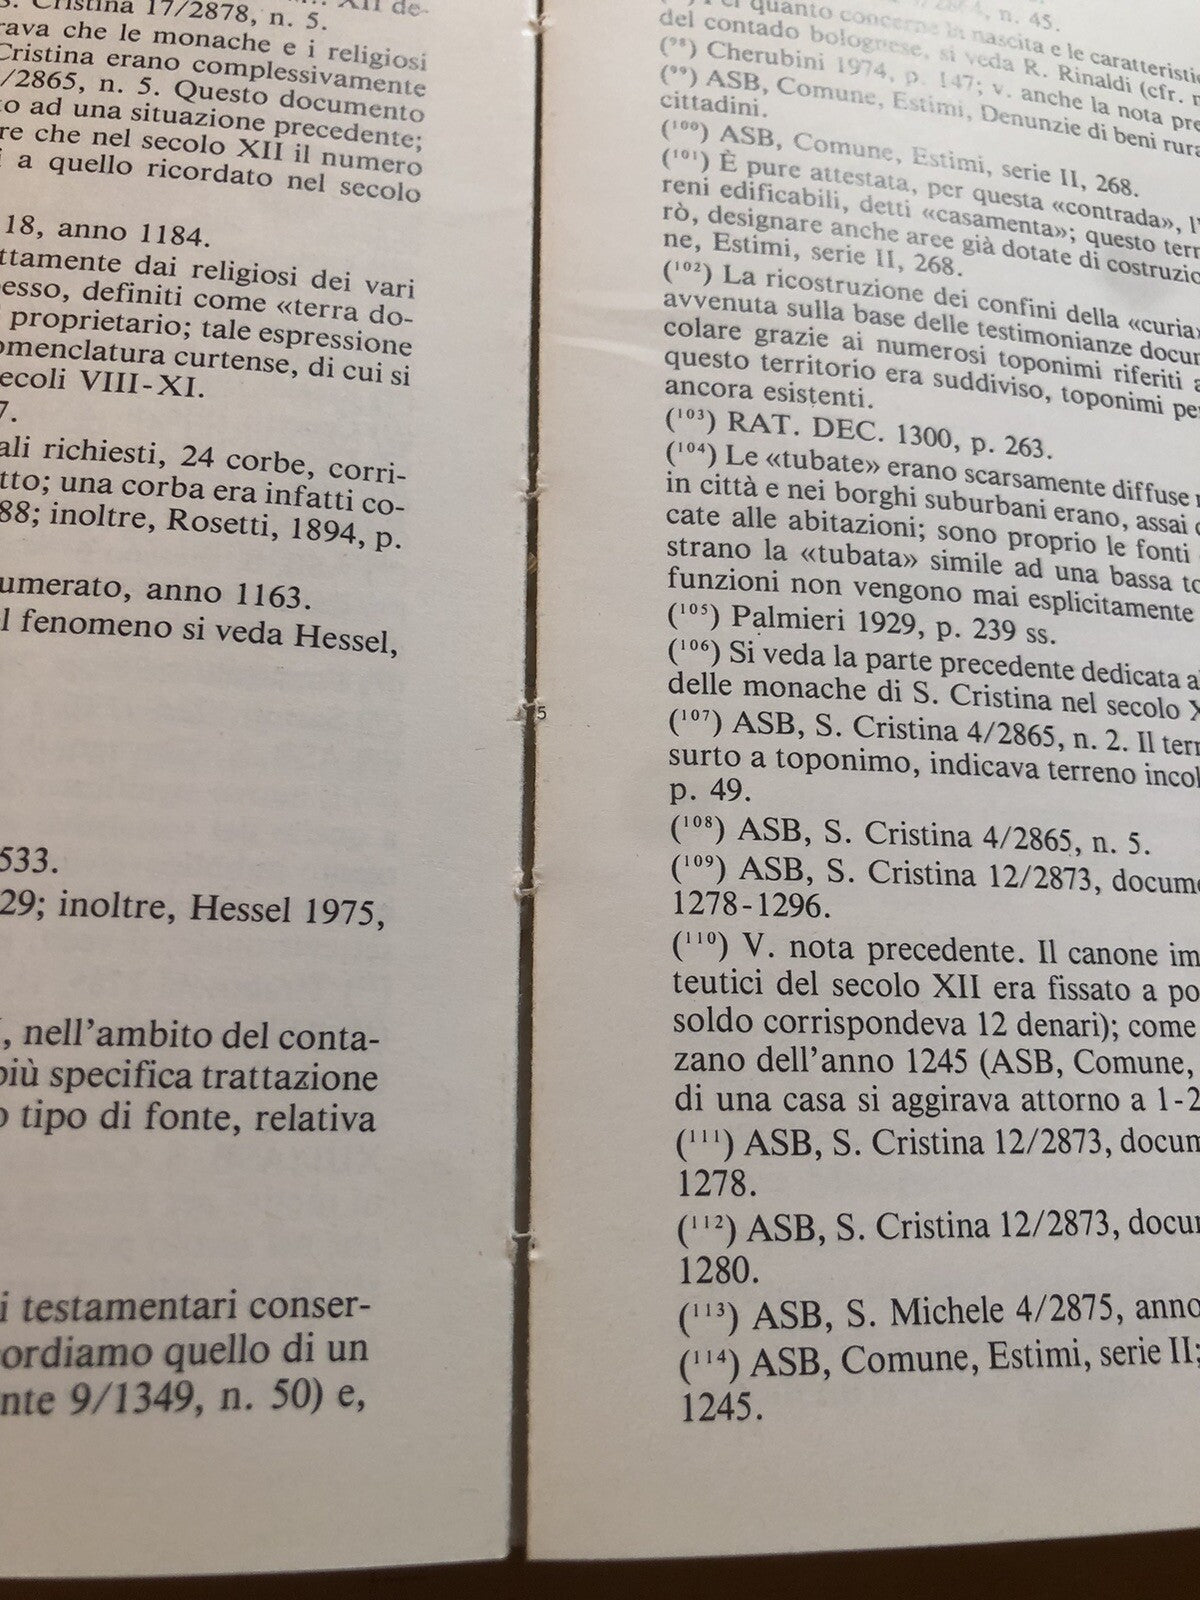 S. Cristina 17/2878, n. 5.
rava che le monache e i religiosi
Cristina erano complessivamente
/2865, n. 5. Questo documento
to ad una situazione precedente;
re che nel secolo XII il numero
i a quello ricordato nel secolo
18, anno 1184.
ttamente dai religiosi dei vari
esso, definiti come «terra do-
proprietario; tale espressione
omenclatura curtense, di cui si
ecoli VIII-XI.
7.
ali richiesti, 24 corbe, corri-
tto; una corba era infatti co-
88; inoltre, Rosetti, 1894, p.
umerato, anno 1163.
l fenomeno si veda Hessel,
533.
29; inoltre, Hessel 1975,
, nell'ambito del conta-
più specifica trattazione
o tipo di fonte, relativa
i testamentari conser-
ordiamo quello di un
nte 9/1349, n. 50) e,
5
n. 45.
quanto concerne la nascita e le caratteristic
del contado bolognese, si veda R. Rinaldi (cfr. n
(⁹⁸) Cherubini 1974, p. 147; v. anche la nota pre
(⁹⁹) ASB, Comune, Estimi, Denunzie di beni rura
cittadini.
(¹⁰⁰) ASB, Comune, Estimi, serie II, 268.
(¹⁰¹) È pure attestata, per questa «contrada», l'
reni edificabili, detti «casamenta»; questo term
rò, designare anche aree già dotate di costruzio
ne, Estimi, serie II, 268.
(¹⁰²) La ricostruzione dei confini della «curia»
avvenuta sulla base delle testimonianze docum
colare grazie ai numerosi toponimi riferiti a
questo territorio era suddiviso, toponimi pe
ancora esistenti.
(¹⁰³) RAT. DEC. 1300, p. 263.
(¹⁰⁴) Le «tubate» erano scarsamente diffuse n
in città e nei borghi suburbani erano, assai
cate alle abitazioni; sono proprio le fonti
strano la «tubata» simile ad una bassa to
funzioni non vengono mai esplicitamente
(¹⁰⁵) Palmieri 1929, p. 239 ss.
(¹⁰⁶) Si veda la parte precedente dedicata al
delle monache di S. Cristina nel secolo X
(¹⁰⁷) ASB, S. Cristina 4/2865, n. 2. Il term
surto a toponimo, indicava terreno incol
p. 49.
(¹⁰⁸) ASB, S. Cristina 4/2865, n. 5.
(¹⁰⁹) ASB, S. Cristina 12/2873, docume
1278-1296.
(¹¹⁰) V. nota precedente. Il canone im
teutici del secolo XII era fissato a po
soldo corrispondeva 12 denari); come
zano dell'anno 1245 (ASB, Comune,
di una casa si aggirava attorno a 1-2
(¹¹¹) ASB, S. Cristina 12/2873, docum
1278.
(¹¹²) ASB, S. Cristina 12/2873, docu
1280.
(¹¹³) ASB, S. Michele 4/2875, anno
(¹¹⁴) ASB, Comune, Estimi, serie II;
1245.